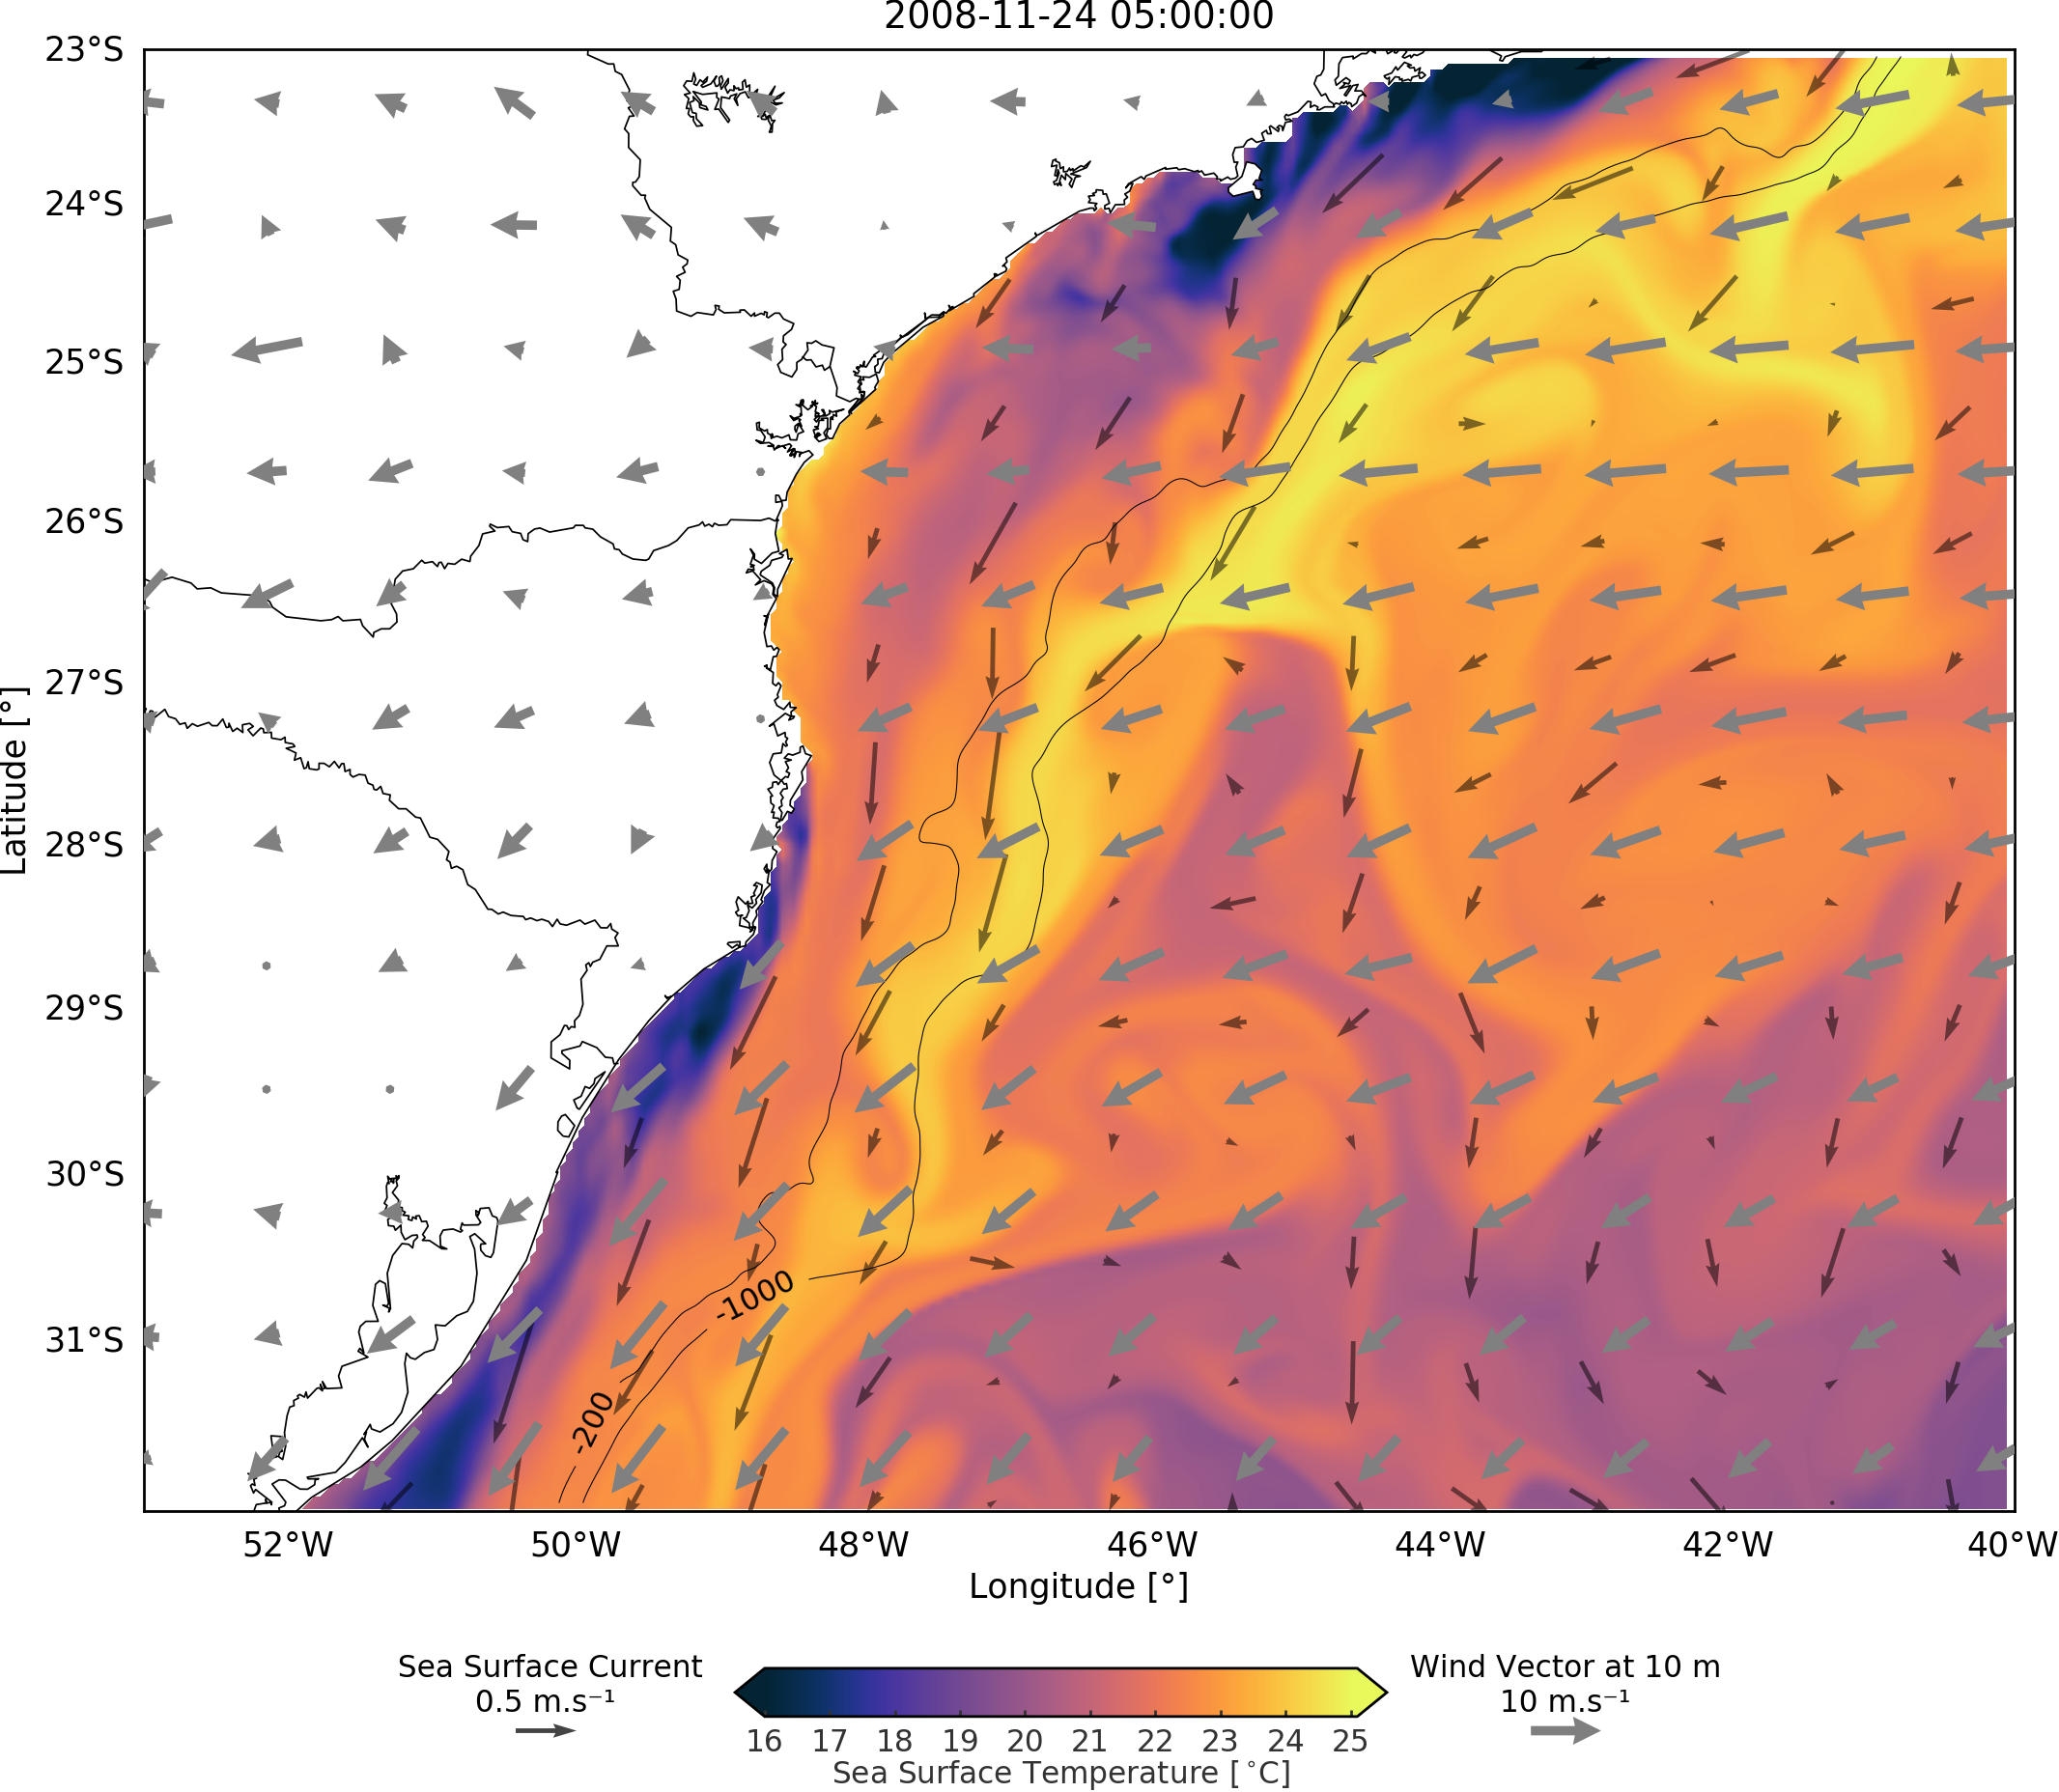 2008-11-24 05:00:00
23°S
24°S
25°S
26°S
27°S
28°S
29°S
30°S
31°S
Latitude [°]
-1000
-200
52°W
50°W
48°W
46°W
44°W
42°W
40°W
Longitude [°]
Sea Surface Current
0.5 m.s⁻¹
16
17
18
19
20
21
22
23
24
25
Sea Surface Temperature [°C]
Wind Vector at 10 m
10 m.s⁻¹